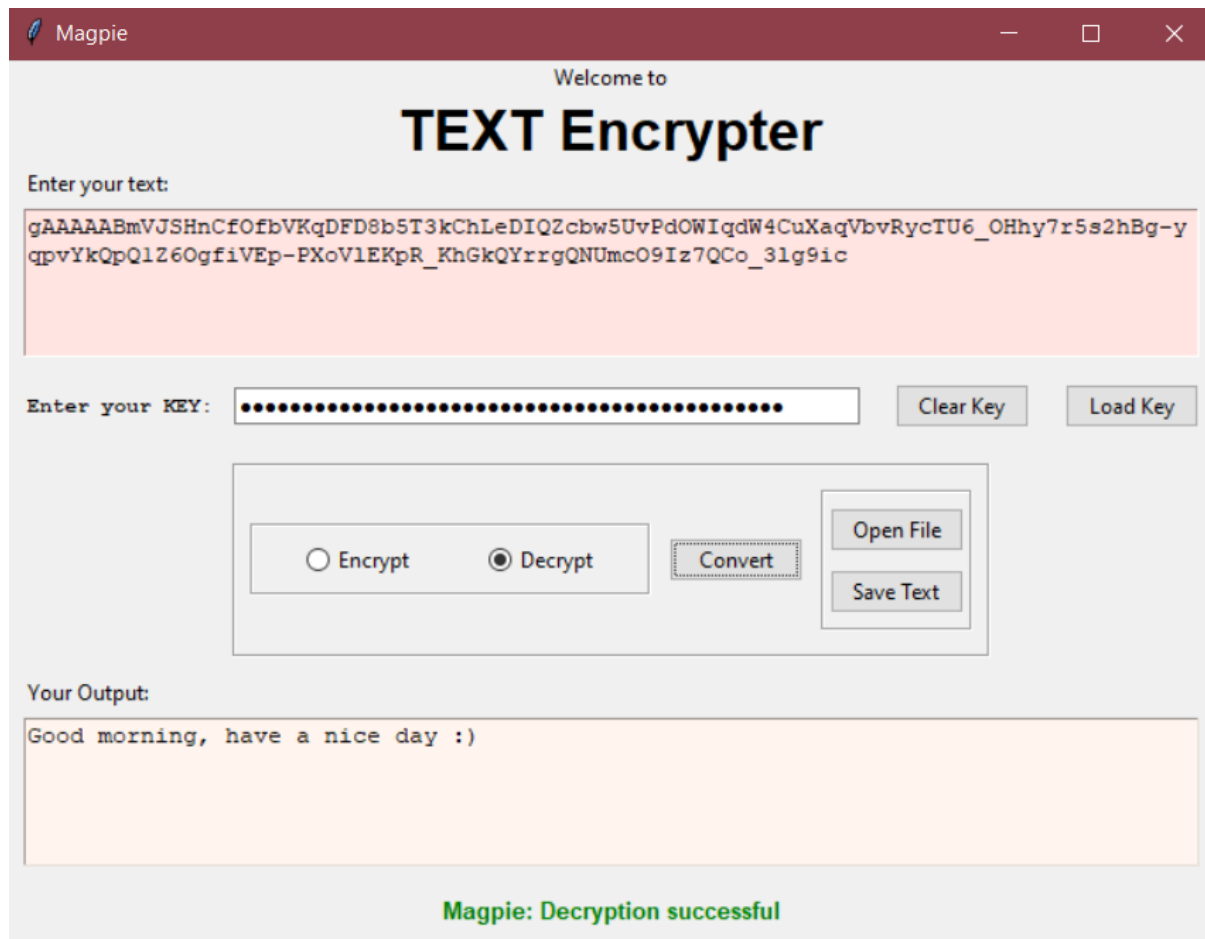 Magpie
Welcome to
TEXT Encrypter
Enter your text:
gAAAAABmVJSHnCfOfbVKqDFD8b5T3kChLeDIQZcbw5UvPdOWIqdW4CuXaqVbvRycTU6_OHhy7r5s2hBg-y
qpvYkQpQ1Z6OgfiVEp-PXoVlEKpR_KhGkQYrrgQNUmcO9Iz7QCo_3lg9ic
Enter your KEY:
Clear Key
Load Key
Encrypt
Decrypt
Convert
Open File
Save Text
Your Output:
Good morning, have a nice day :)
Magpie: Decryption successful